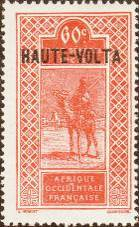 60c
HAUTE-VOLTA
AFRIQUE
OCCIDENTALE
FRANÇAISE